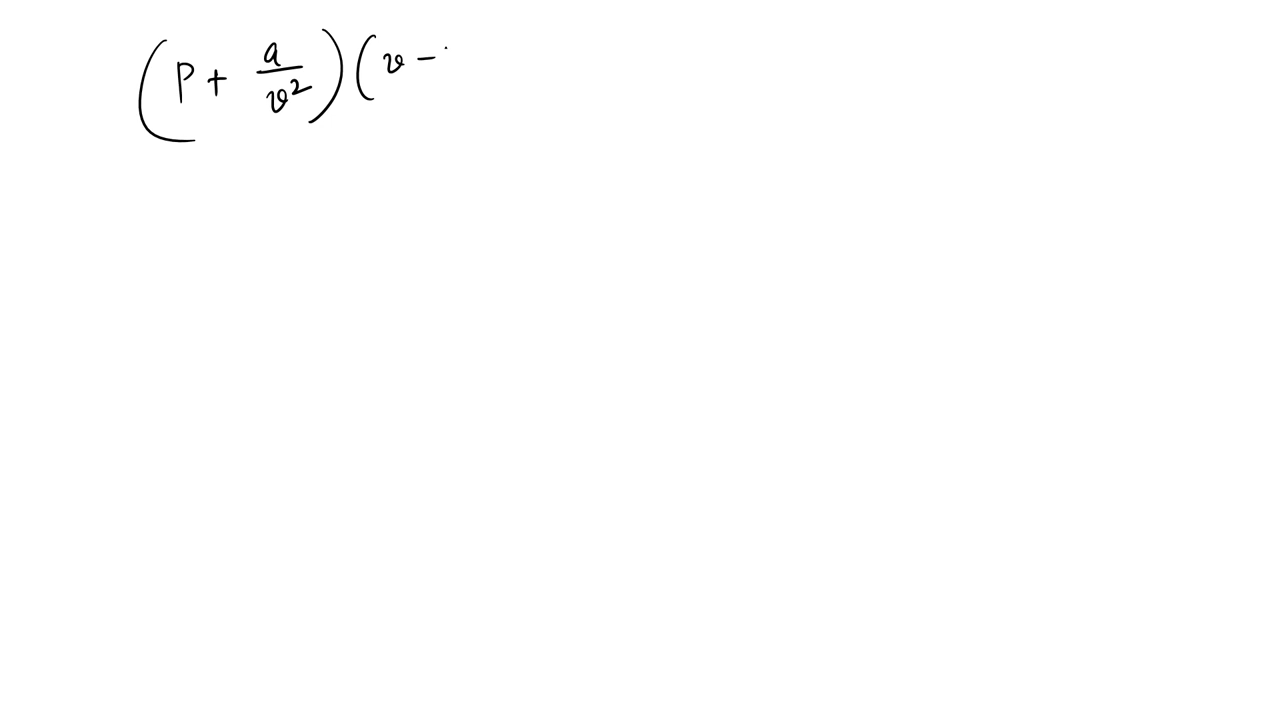 (P + a/v²)(v -